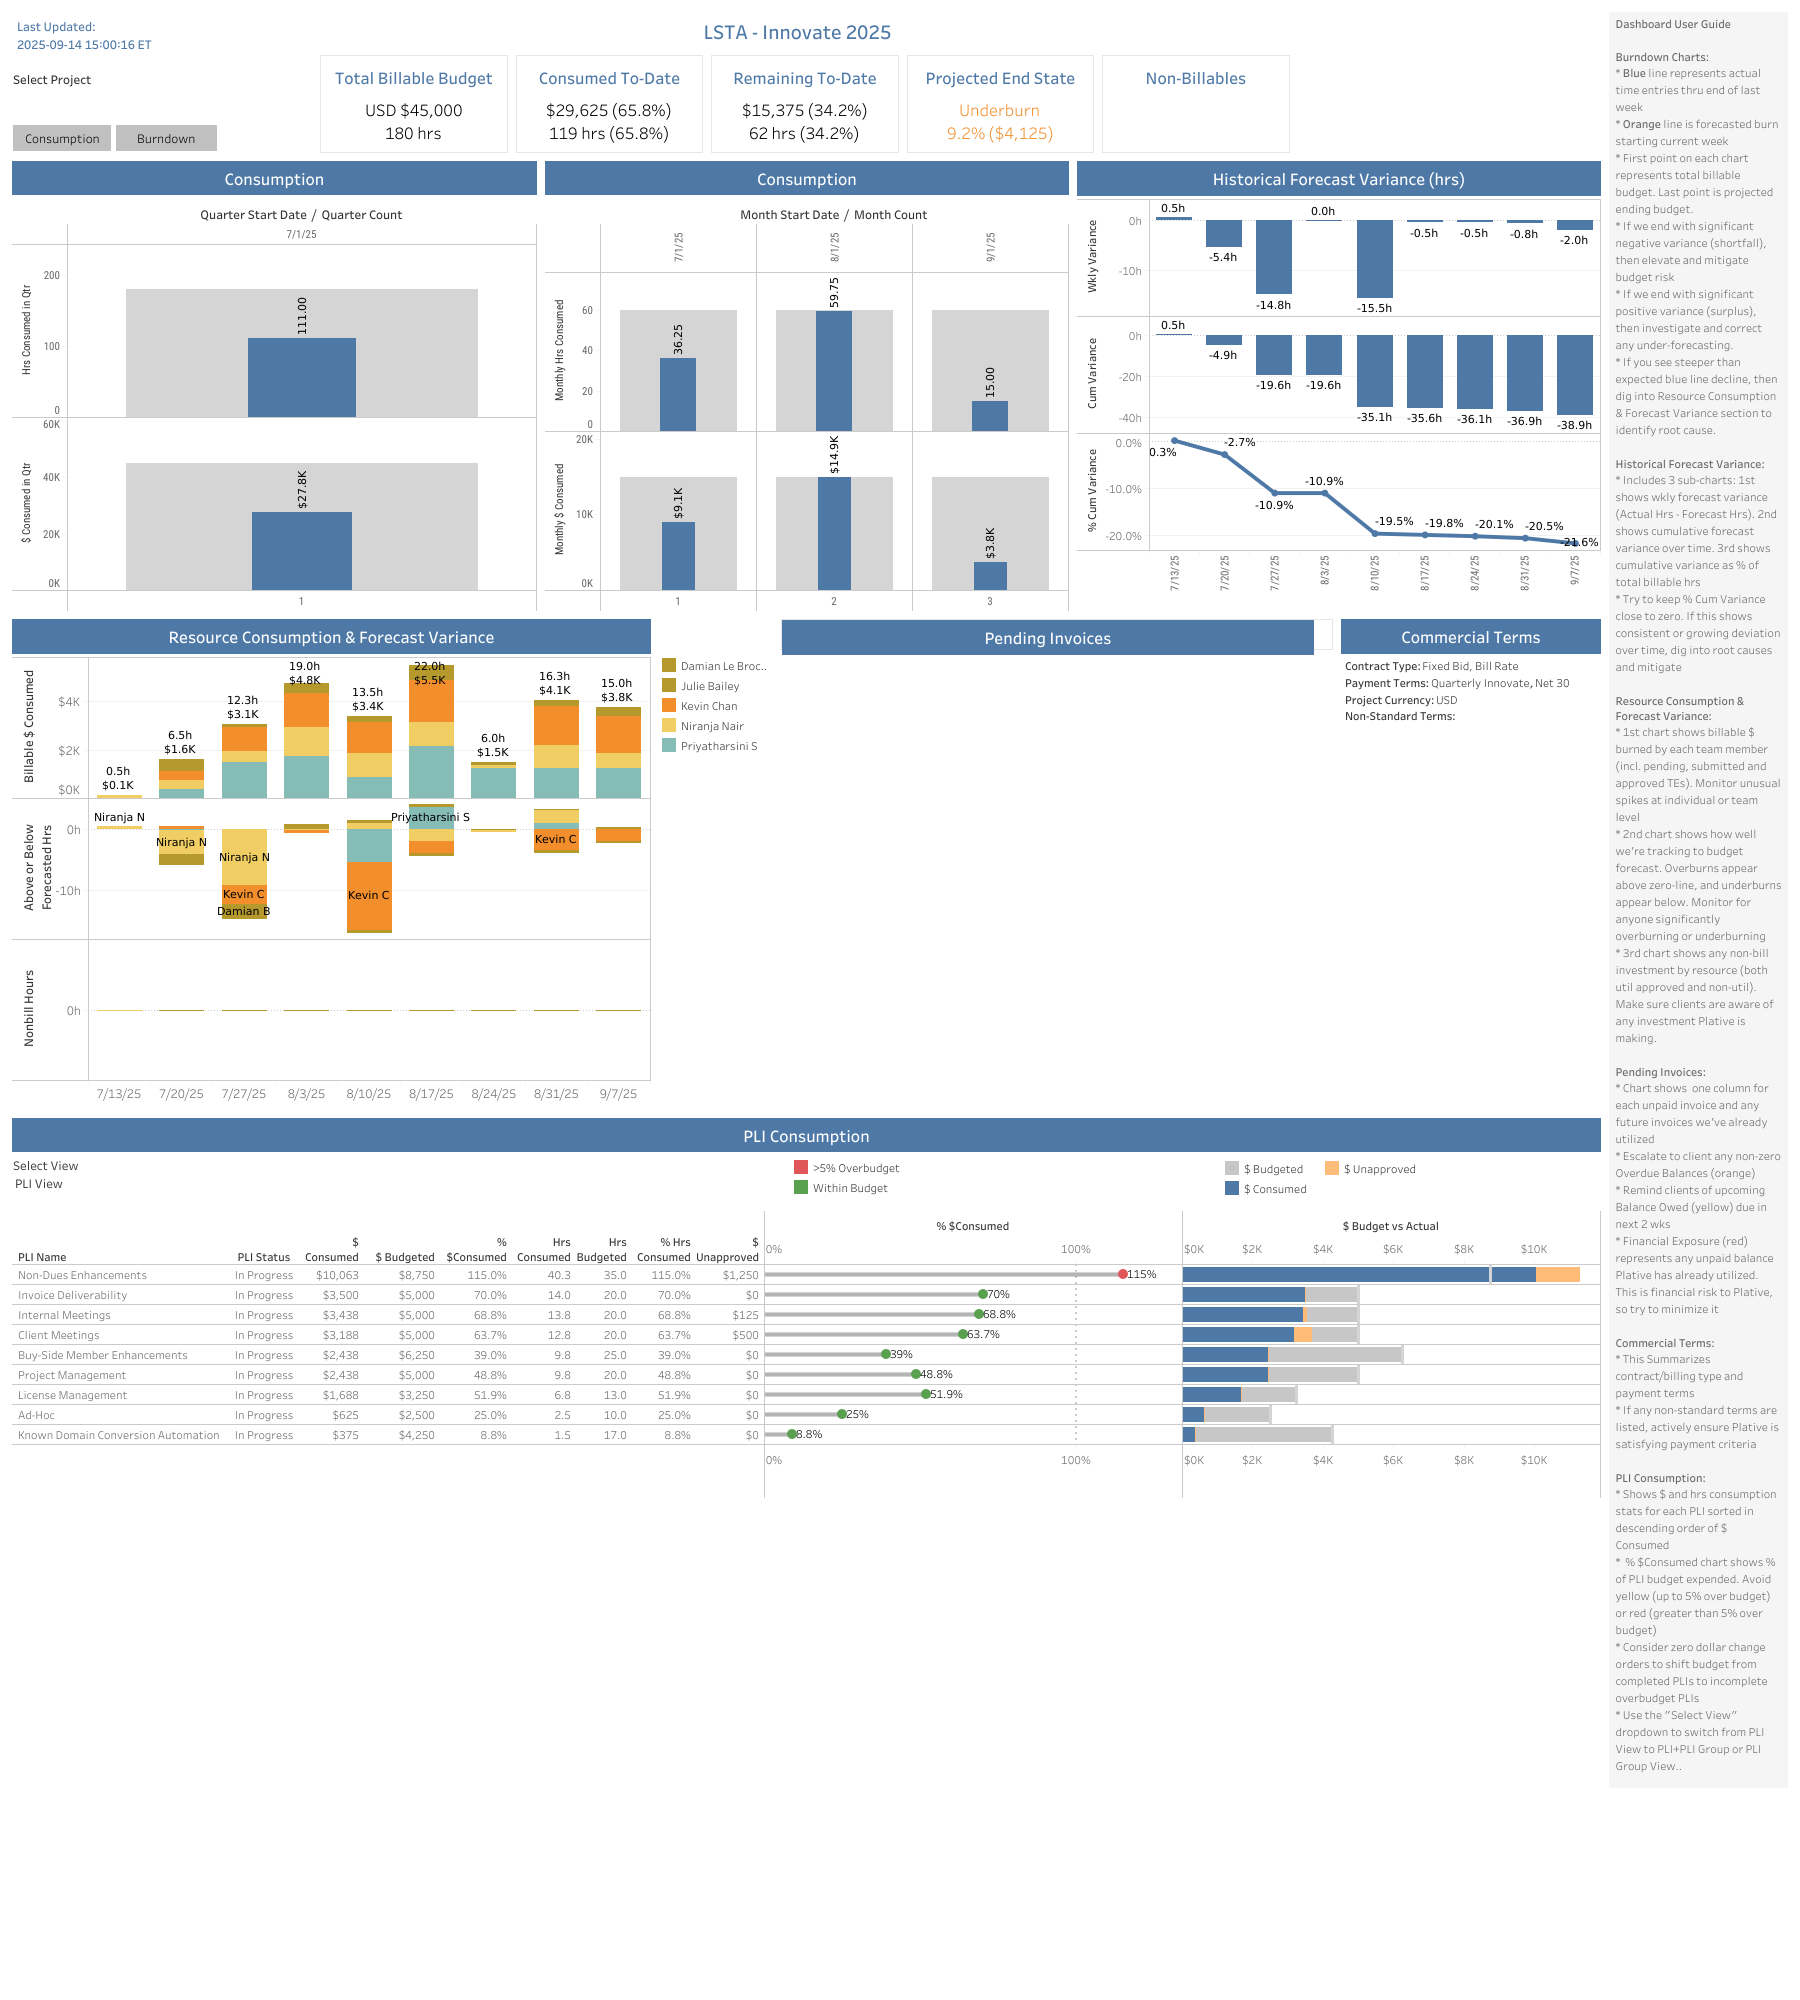 Last Updated:
2025-09-14 15:00:16 ET
LSTA - Innovate 2025
Select Project
Consumption
Burndown
Total Billable Budget
USD $45,000
180 hrs
Consumed To-Date
$29,625 (65.8%)
119 hrs (65.8%)
Remaining To-Date
$15,375 (34.2%)
62 hrs (34.2%)
Projected End State
Underburn
9.2% ($4,125)
Non-Billables
Consumption
Quarter Start Date / Quarter Count
7/1/25
Hrs Consumed in Qtr
200
100
0
111.00
$ Consumed in Qtr
60K
40K
20K
0K
$27.8K
1
Consumption
Month Start Date / Month Count
7/1/25
8/1/25
9/1/25
Monthly Hrs Consumed
60
40
20
0
36.25
59.75
15.00
Monthly $ Consumed
20K
10K
0K
$9.1K
$14.9K
$3.8K
1
2
3
Historical Forecast Variance (hrs)
Wkly Variance
0h
-10h
0.5h
-5.4h
-14.8h
0.0h
-15.5h
-0.5h
-0.5h
-0.8h
-2.0h
Cum Variance
0h
-20h
-40h
0.5h
-4.9h
-19.6h
-19.6h
-35.1h
-35.6h
-36.1h
-36.9h
-38.9h
% Cum Variance
0.0%
-10.0%
-20.0%
0.3%
-2.7%
-10.9%
-10.9%
-19.5%
-19.8%
-20.1%
-20.5%
-21.6%
7/13/25
7/20/25
7/27/25
8/3/25
8/10/25
8/17/25
8/24/25
8/31/25
9/7/25
Resource Consumption & Forecast Variance
Billable $ Consumed
$4K
$2K
$0K
0.5h
$0.1K
6.5h
$1.6K
12.3h
$3.1K
19.0h
$4.8K
13.5h
$3.4K
22.0h
$5.5K
6.0h
$1.5K
16.3h
$4.1K
15.0h
$3.8K
Above or Below
Forecasted Hrs
0h
-10h
Niranja N
Niranja N
Niranja N
Kevin C
Damian B
Kevin C
Priyatharsini S
Kevin C
Nonbill Hours
0h
7/13/25
7/20/25
7/27/25
8/3/25
8/10/25
8/17/25
8/24/25
8/31/25
9/7/25
Damian Le Broc..
Julie Bailey
Kevin Chan
Niranja Nair
Priyatharsini S
Pending Invoices
Commercial Terms
Contract Type: Fixed Bid, Bill Rate
Payment Terms: Quarterly Innovate, Net 30
Project Currency: USD
Non-Standard Terms:
PLI Consumption
Select View
PLI View
>5% Overbudget
Within Budget
$ Budgeted
$ Unapproved
$ Consumed
PLI Name PLI Status $ Consumed $ Budgeted % $Consumed Hrs Consumed Hrs Budgeted % Hrs Consumed $ Unapproved
% $Consumed
0% 100%
$ Budget vs Actual
$0K $2K $4K $6K $8K $10K
Non-Dues Enhancements In Progress $10,063 $8,750 115.0% 40.3 35.0 115.0% $1,250 115%
Invoice Deliverability In Progress $3,500 $5,000 70.0% 14.0 20.0 70.0% $0 70%
Internal Meetings In Progress $3,438 $5,000 68.8% 13.8 20.0 68.8% $125 68.8%
Client Meetings In Progress $3,188 $5,000 63.7% 12.8 20.0 63.7% $500 63.7%
Buy-Side Member Enhancements In Progress $2,438 $6,250 39.0% 9.8 25.0 39.0% $0 39%
Project Management In Progress $2,438 $5,000 48.8% 9.8 20.0 48.8% $0 48.8%
License Management In Progress $1,688 $3,250 51.9% 6.8 13.0 51.9% $0 51.9%
Ad-Hoc In Progress $625 $2,500 25.0% 2.5 10.0 25.0% $0 25%
Known Domain Conversion Automation In Progress $375 $4,250 8.8% 1.5 17.0 8.8% $0 8.8%
0% 100%
$0K $2K $4K $6K $8K $10K
Dashboard User Guide
Burndown Charts:
* Blue line represents actual
time entries thru end of last
week
* Orange line is forecasted burn
starting current week
* First point on each chart
represents total billable
budget. Last point is projected
ending budget.
* If we end with significant
negative variance (shortfall),
then elevate and mitigate
budget risk
* If we end with significant
positive variance (surplus),
then investigate and correct
any under-forecasting.
* If you see steeper than
expected blue line decline, then
dig into Resource Consumption
& Forecast Variance section to
identify root cause.
Historical Forecast Variance:
* Includes 3 sub-charts: 1st
shows wkly forecast variance
(Actual Hrs - Forecast Hrs). 2nd
shows cumulative forecast
variance over time. 3rd shows
cumulative variance as % of
total billable hrs
* Try to keep % Cum Variance
close to zero. If this shows
consistent or growing deviation
over time, dig into root causes
and mitigate
Resource Consumption &
Forecast Variance:
* 1st chart shows billable $
burned by each team member
(incl. pending, submitted and
approved TEs). Monitor unusual
spikes at individual or team
level
* 2nd chart shows how well
we're tracking to budget
forecast. Overburns appear
above zero-line, and underburns
appear below. Monitor for
anyone significantly
overburning or underburning
* 3rd chart shows any non-bill
investment by resource (both
util approved and non-util).
Make sure clients are aware of
any investment Plative is
making.
Pending Invoices:
* Chart shows one column for
each unpaid invoice and any
future invoices we've already
utilized
* Escalate to client any non-zero
Overdue Balances (orange)
* Remind clients of upcoming
Balance Owed (yellow) due in
next 2 wks
* Financial Exposure (red)
represents any unpaid balance
Plative has already utilized.
This is financial risk to Plative,
so try to minimize it
Commercial Terms:
* This Summarizes
contract/billing type and
payment terms
* If any non-standard terms are
listed, actively ensure Plative is
satisfying payment criteria
PLI Consumption:
* Shows $ and hrs consumption
stats for each PLI sorted in
descending order of $
Consumed
* % $Consumed chart shows %
of PLI budget expended. Avoid
yellow (up to 5% over budget)
or red (greater than 5% over
budget)
* Consider zero dollar change
orders to shift budget from
completed PLIs to incomplete
overbudget PLIs
* Use the "Select View"
dropdown to switch from PLI
View to PLI+PLI Group or PLI
Group View..